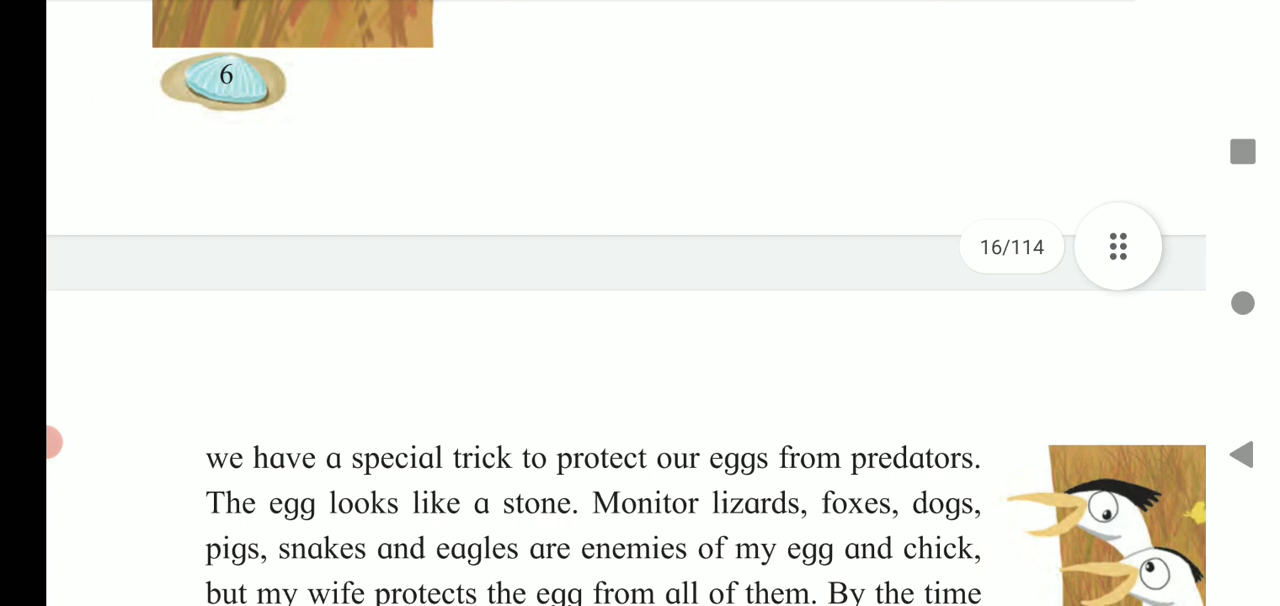 6
16/114
we have a special trick to protect our eggs from predators.
The egg looks like a stone. Monitor lizards, foxes, dogs,
pigs, snakes and eagles are enemies of my egg and chick,
but my wife protects the egg from all of them. By the time